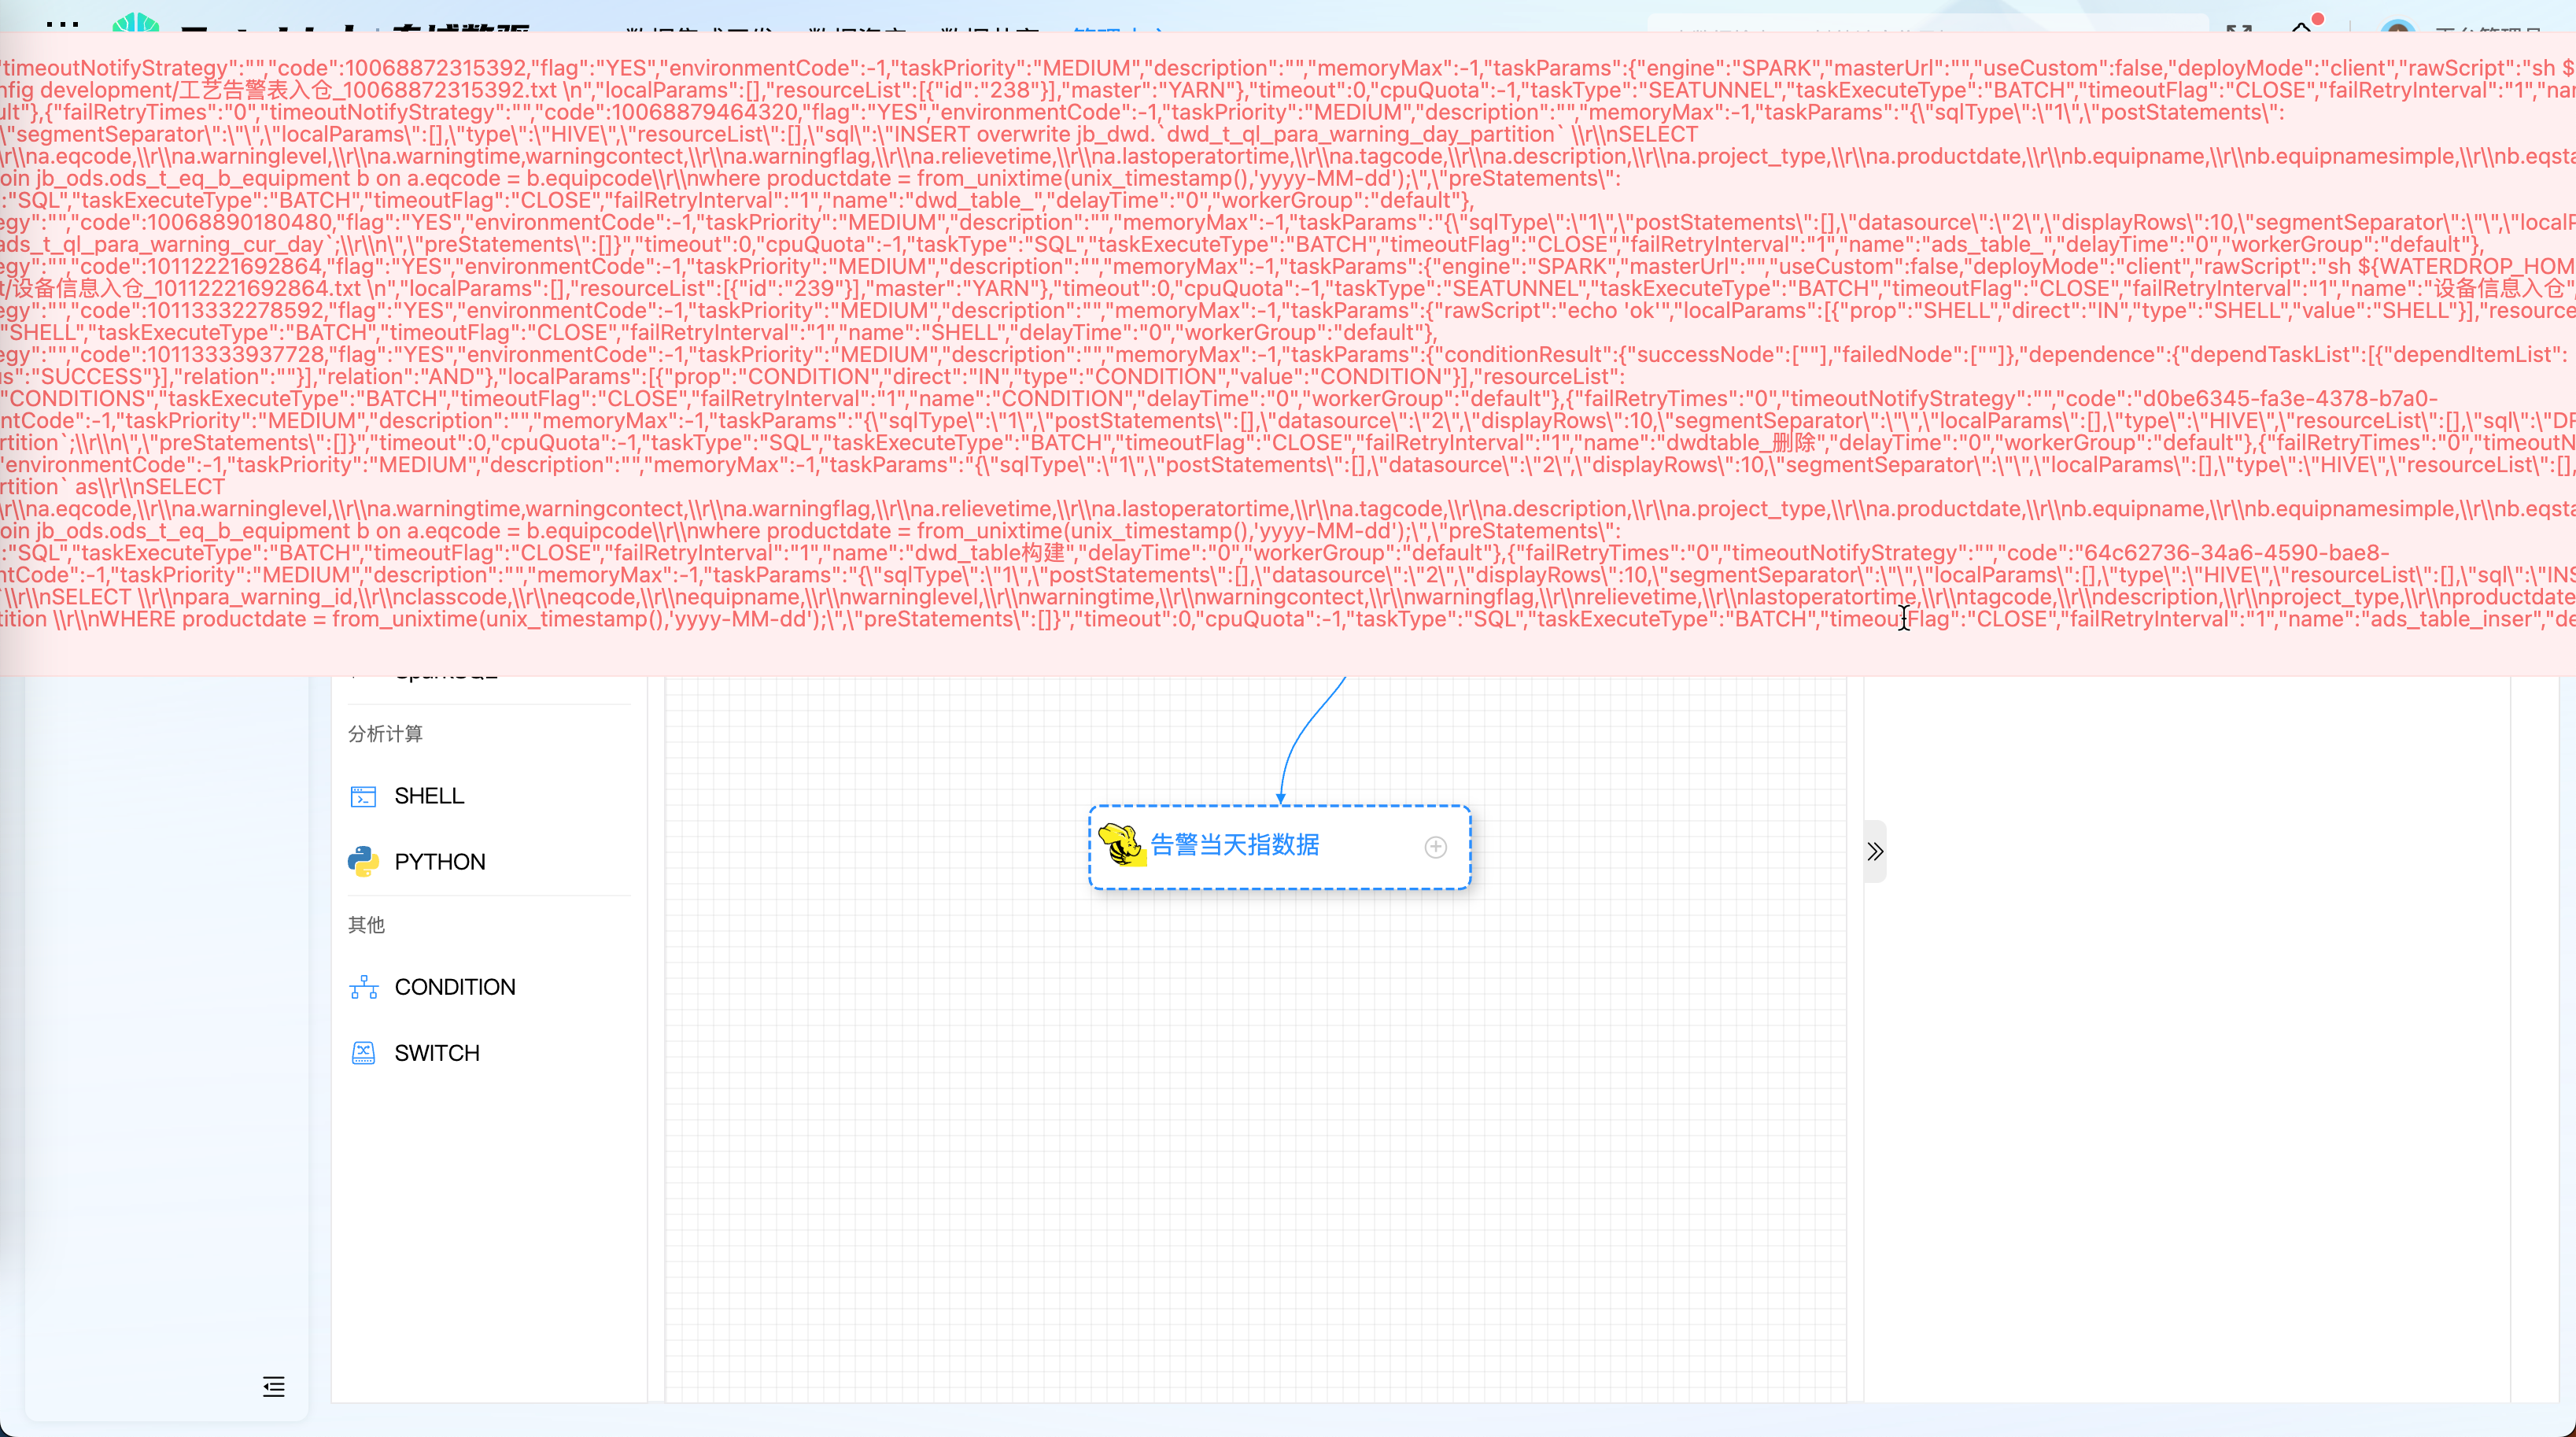 timeoutNotifyStrategy":"","code":10068872315392,"flag":"YES","environmentCode":-1,"taskPriority":"MEDIUM","description":"","memoryMax":-1,"taskParams":{"engine":"SPARK","masterUrl":"","useCustom":false,"deployMode":"client","rawScript":"sh $
nfig development/工艺告警表入仓_10068872315392.txt \n","localParams":[],"resourceList":[{"id":"238"}],"master":"YARN"},"timeout":0,"cpuQuota":-1,"taskType":"SEATUNNEL","taskExecuteType":"BATCH","timeoutFlag":"CLOSE","failRetryInterval":"1","nar
ult"},{"failRetryTimes":"0","timeoutNotifyStrategy":"","code":10068879464320,"flag":"YES","environmentCode":-1,"taskPriority":"MEDIUM","description":"","memoryMax":-1,"taskParams":"{\"sqlType\":\"1\",\"postStatements\":
\"segmentSeparator\":\"\",\"localParams\":[],\"type\":\"HIVE\",\"resourceList\":[],\"sql\":\"INSERT overwrite jb_dwd.`dwd_t_ql_para_warning_day_partition` \\r\\nSELECT
\r\\na.eqcode,\\r\\na.warninglevel,\\r\\na.warningtime,warningcontect,\\r\\na.warningflag,\\r\\na.relievetime,\\r\\na.lastoperatortime,\\r\\na.tagcode,\\r\\na.description,\\r\\na.project_type,\\r\\na.productdate,\\r\\nb.equipname,\\r\\nb.equipnamesimple,\\r\\nb.eqsta
oin jb_ods.ods_t_eq_b_equipment b on a.eqcode = b.equipcode\\r\\nwhere productdate = from_unixtime(unix_timestamp(),'yyyy-MM-dd');\",\"preStatements\":
:"SQL","taskExecuteType":"BATCH","timeoutFlag":"CLOSE","failRetryInterval":"1","name":"dwd_table_","delayTime":"0","workerGroup":"default"},
egy":"","code":10068890180480,"flag":"YES","environmentCode":-1,"taskPriority":"MEDIUM","description":"","memoryMax":-1,"taskParams":"{\"sqlType\":\"1\",\"postStatements\":[],\"datasource\":\"2\",\"displayRows\":10,\"segmentSeparator\":\"\",\"localP
ads_t_ql_para_warning_cur_day`;\\r\\n\",\"preStatements\":[]}","timeout":0,"cpuQuota":-1,"taskType":"SQL","taskExecuteType":"BATCH","timeoutFlag":"CLOSE","failRetryInterval":"1","name":"ads_table_","delayTime":"0","workerGroup":"default"},
egy":"","code":10112221692864,"flag":"YES","environmentCode":-1,"taskPriority":"MEDIUM","description":"","memoryMax":-1,"taskParams":{"engine":"SPARK","masterUrl":"","useCustom":false,"deployMode":"client","rawScript":"sh ${WATERDROP_HOM
t/设备信息入仓_10112221692864.txt \n","localParams":[],"resourceList":[{"id":"239"}],"master":"YARN"},"timeout":0,"cpuQuota":-1,"taskType":"SEATUNNEL","taskExecuteType":"BATCH","timeoutFlag":"CLOSE","failRetryInterval":"1","name":"设备信息入仓"
egy":"","code":10113332278592,"flag":"YES","environmentCode":-1,"taskPriority":"MEDIUM","description":"","memoryMax":-1,"taskParams":{"rawScript":"echo 'ok'","localParams":[{"prop":"SHELL","direct":"IN","type":"SHELL","value":"SHELL"}],"resource
"SHELL","taskExecuteType":"BATCH","timeoutFlag":"CLOSE","failRetryInterval":"1","name":"SHELL","delayTime":"0","workerGroup":"default"},
egy":"","code":10113333937728,"flag":"YES","environmentCode":-1,"taskPriority":"MEDIUM","description":"","memoryMax":-1,"taskParams":{"conditionResult":{"successNode":[""],"failedNode":[""]},"dependence":{"dependTaskList":[{"dependItemList":
s":"SUCCESS"}],"relation":""}],"relation":"AND"},"localParams":[{"prop":"CONDITION","direct":"IN","type":"CONDITION","value":"CONDITION"}],"resourceList":
"CONDITIONS","taskExecuteType":"BATCH","timeoutFlag":"CLOSE","failRetryInterval":"1","name":"CONDITION","delayTime":"0","workerGroup":"default"},{"failRetryTimes":"0","timeoutNotifyStrategy":"","code":"d0be6345-fa3e-4378-b7a0-
ntCode":-1,"taskPriority":"MEDIUM","description":"","memoryMax":-1,"taskParams":"{\"sqlType\":\"1\",\"postStatements\":[],\"datasource\":\"2\",\"displayRows\":10,\"segmentSeparator\":\"\",\"localParams\":[],\"type\":\"HIVE\",\"resourceList\":[],\"sql\":\"DR
rtition`;\\r\\n\",\"preStatements\":[]}","timeout":0,"cpuQuota":-1,"taskType":"SQL","taskExecuteType":"BATCH","timeoutFlag":"CLOSE","failRetryInterval":"1","name":"dwdtable_删除","delayTime":"0","workerGroup":"default"},{"failRetryTimes":"0","timeoutN
"environmentCode":-1,"taskPriority":"MEDIUM","description":"","memoryMax":-1,"taskParams":"{\"sqlType\":\"1\",\"postStatements\":[],\"datasource\":\"2\",\"displayRows\":10,\"segmentSeparator\":\"\",\"localParams\":[],\"type\":\"HIVE\",\"resourceList\":[],
rtition` as\\r\\nSELECT
\r\\na.eqcode,\\r\\na.warninglevel,\\r\\na.warningtime,warningcontect,\\r\\na.warningflag,\\r\\na.relievetime,\\r\\na.lastoperatortime,\\r\\na.tagcode,\\r\\na.description,\\r\\na.project_type,\\r\\na.productdate,\\r\\nb.equipname,\\r\\nb.equipnamesimple,\\r\\nb.eqsta
oin jb_ods.ods_t_eq_b_equipment b on a.eqcode = b.equipcode\\r\\nwhere productdate = from_unixtime(unix_timestamp(),'yyyy-MM-dd');\",\"preStatements\":
:"SQL","taskExecuteType":"BATCH","timeoutFlag":"CLOSE","failRetryInterval":"1","name":"dwd_table构建","delayTime":"0","workerGroup":"default"},{"failRetryTimes":"0","timeoutNotifyStrategy":"","code":"64c62736-34a6-4590-bae8-
ntCode":-1,"taskPriority":"MEDIUM","description":"","memoryMax":-1,"taskParams":"{\"sqlType\":\"1\",\"postStatements\":[],\"datasource\":\"2\",\"displayRows\":10,\"segmentSeparator\":\"\",\"localParams\":[],\"type\":\"HIVE\",\"resourceList\":[],\"sql\":\"INS
`\\r\\nSELECT \\r\\npara_warning_id,\\r\\nclasscode,\\r\\neqcode,\\r\\nequipname,\\r\\nwarninglevel,\\r\\nwarningtime,\\r\\nwarningcontect,\\r\\nwarningflag,\\r\\nrelievetime,\\r\\nlastoperatortime,\\r\\ntagcode,\\r\\ndescription,\\r\\nproject_type,\\r\\nproductdate
tition \\r\\nWHERE productdate = from_unixtime(unix_timestamp(),'yyyy-MM-dd');\",\"preStatements\":[]}","timeout":0,"cpuQuota":-1,"taskType":"SQL","taskExecuteType":"BATCH","timeoutFlag":"CLOSE","failRetryInterval":"1","name":"ads_table_inser","de
分析计算
SHELL
PYTHON
告警当天指数据
其他
CONDITION
SWITCH